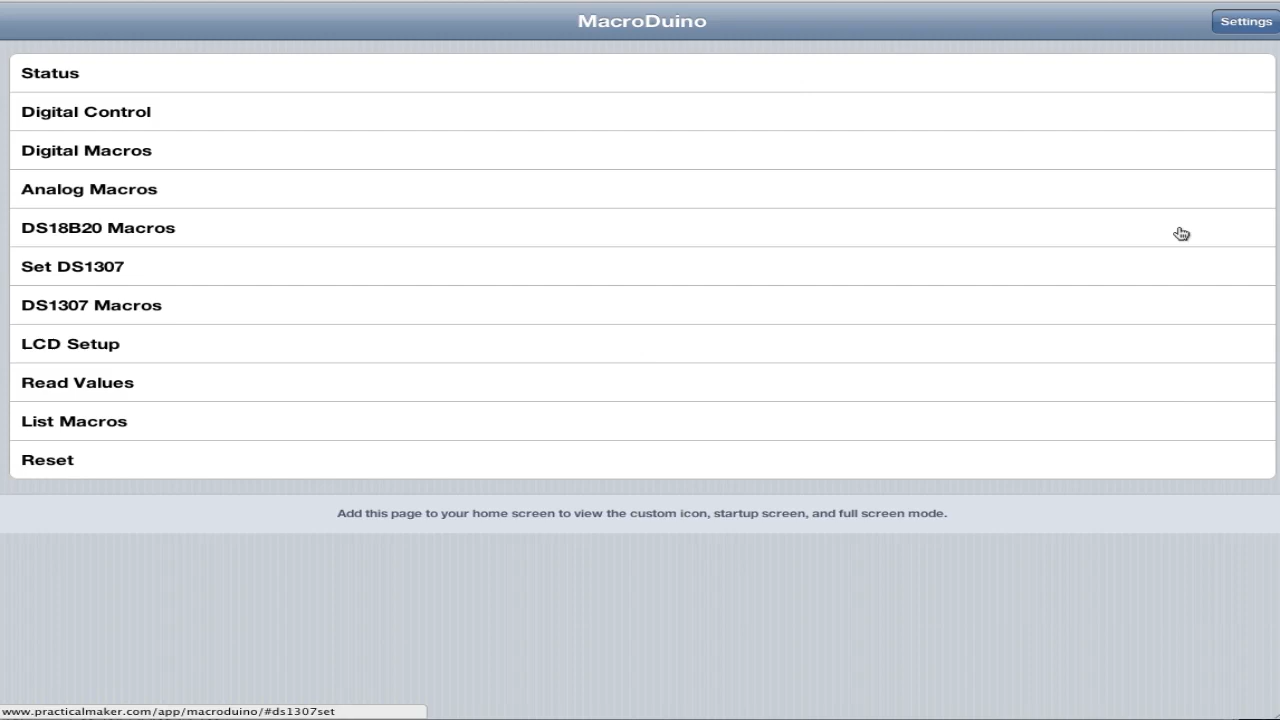 MacroDuino
Settings
Status
Digital Control
Digital Macros
Analog Macros
DS18B20 Macros
Set DS1307
DS1307 Macros
LCD Setup
Read Values
List Macros
Reset
Add this page to your home screen to view the custom icon, startup screen, and full screen mode.
www.practicalmaker.com/app/macroduino/#ds1307set